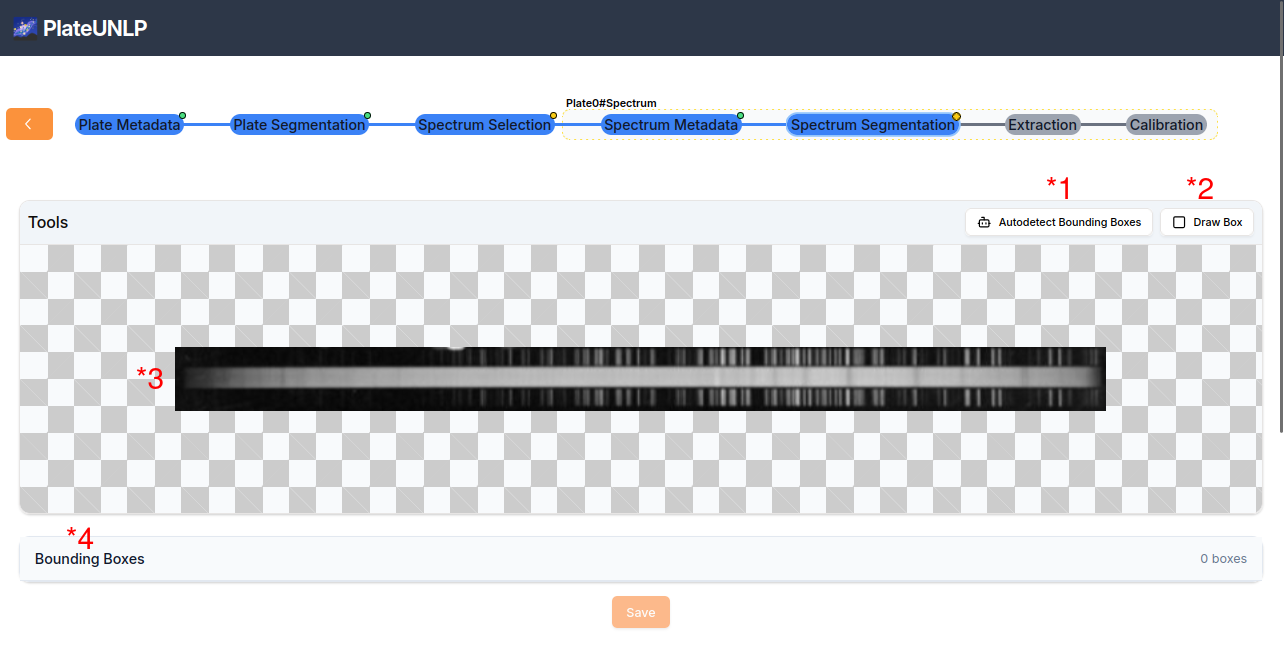 PlateUNLP
Plate0#Spectrum
Plate Metadata Plate Segmentation Spectrum Selection Spectrum Metadata Spectrum Segmentation Extraction Calibration
*1 *2
Tools Autodetect Bounding Boxes Draw Box
*3
*4
Bounding Boxes 0 boxes
Save